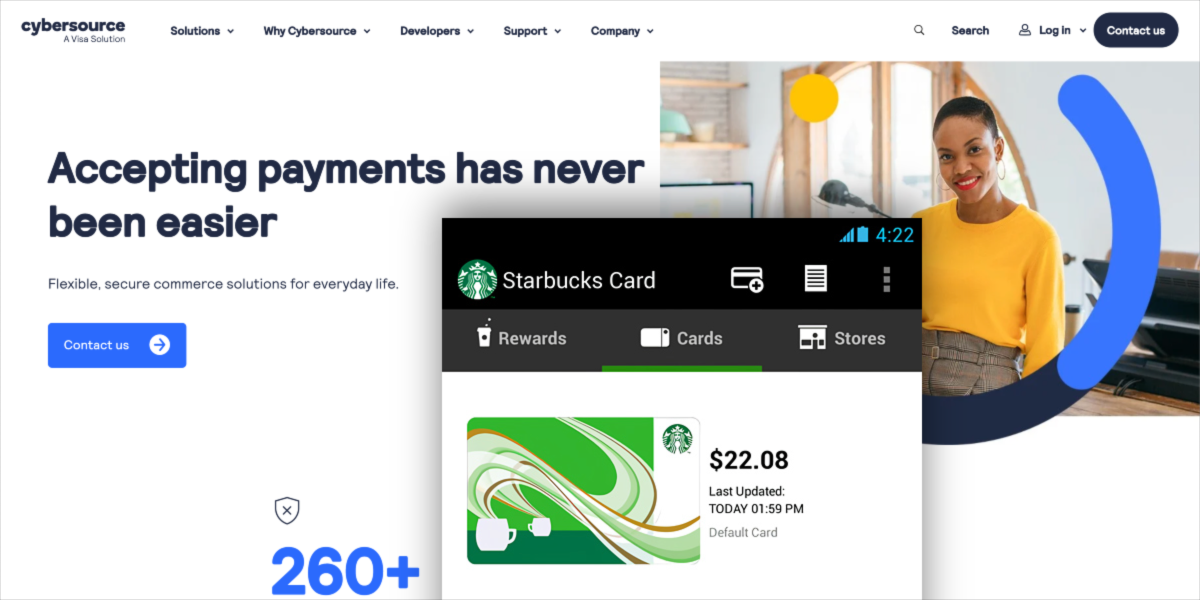 cybersource
A Visa Solution
Solutions
Why Cybersource
Developers
Support
Company
Search
Log in
Contact us
Accepting payments has never
been easier
Flexible, secure commerce solutions for everyday life.
Contact us
260+
4:22
Starbucks Card
Rewards
Cards
Stores
$22.08
Last Updated:
TODAY 01:59 PM
Default Card